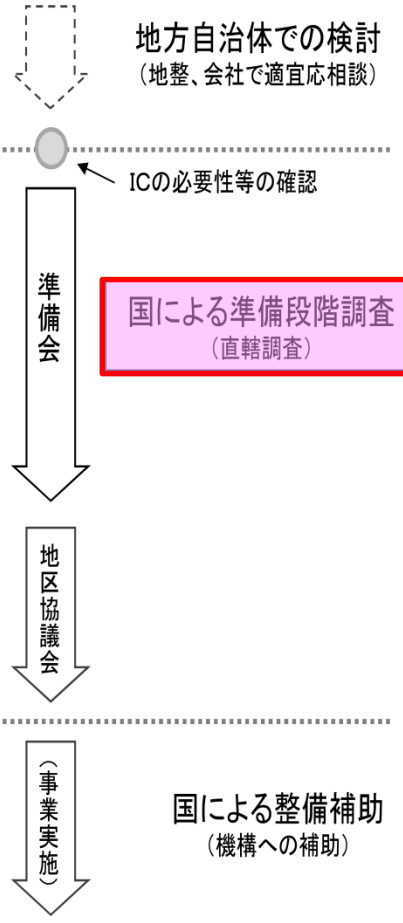 地方自治体での検討
（地整、会社で適宜応相談）
ICの必要性等の確認
準備会
国による準備段階調査
（直轄調査）
地区協議会
（事業実施）
国による整備補助
（機構への補助）